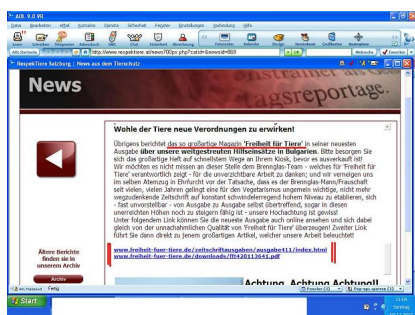 AOL 9.0 VR
RespekTiere Salzburg | News aus dem Tierschutz
News
gsreportage.
Wohle der Tiere neue Verordnungen zu erwirken!
Übrigens berichtet das so großartige Magazin 'Freiheit für Tiere' in seiner neuesten
Ausgabe über unsere weitgestreuten Hilfseinsätze in Bulgarien. Bitte besorgen Sie
sich das großartige Heft auf schnellstem Wege an Ihrem Kiosk, bevor es ausverkauft ist!
Wir möchten es nicht missen an dieser Stelle dem Brennglas-Team - welches für 'Freiheit für
Tiere' verantwortlich zeigt - für die unverzichtbare Arbeit zu danken; und wir verneigen uns
im selben Atemzug in Ehrfurcht vor der Tatsache, dass es der Brennglas-Mann/Frauschaft
seit vielen, vielen Jahren gelingt eine für den Vegetarismus ungemein wichtige, nicht mehr
wegzudenkende Zeitschrift auf konstant schwindelerregend hohem Niveau zu etablieren, sich
- fast unvorstellbar - von Ausgabe zu Ausgabe selbst übertreffend, sogar in diesen
unerreichten Höhen noch zu steigern fähig ist - unsere Hochachtung ist gewiss!
Unter folgendem Link können Sie die neueste Ausgabe auch online ansehen und sich dabei
gleich von der unnachahmlichen Qualität von 'Freiheit für Tiere' überzeugen! Zweiter Link
führt Sie dann direkt zu jenem großartigen Artikel, welcher unsere Arbeit beleuchtet!
www.freiheit-fuer-tiere.de/zeitschriftausgaben/ausgabe411/index.html
www.freiheit-fuer-tiere.de/downloads/fft420113641.pdf
Ältere Berichte
finden sie in
unserem Archiv
Archiv
Achtung, Achtung Achtung!!
Fertig
Start